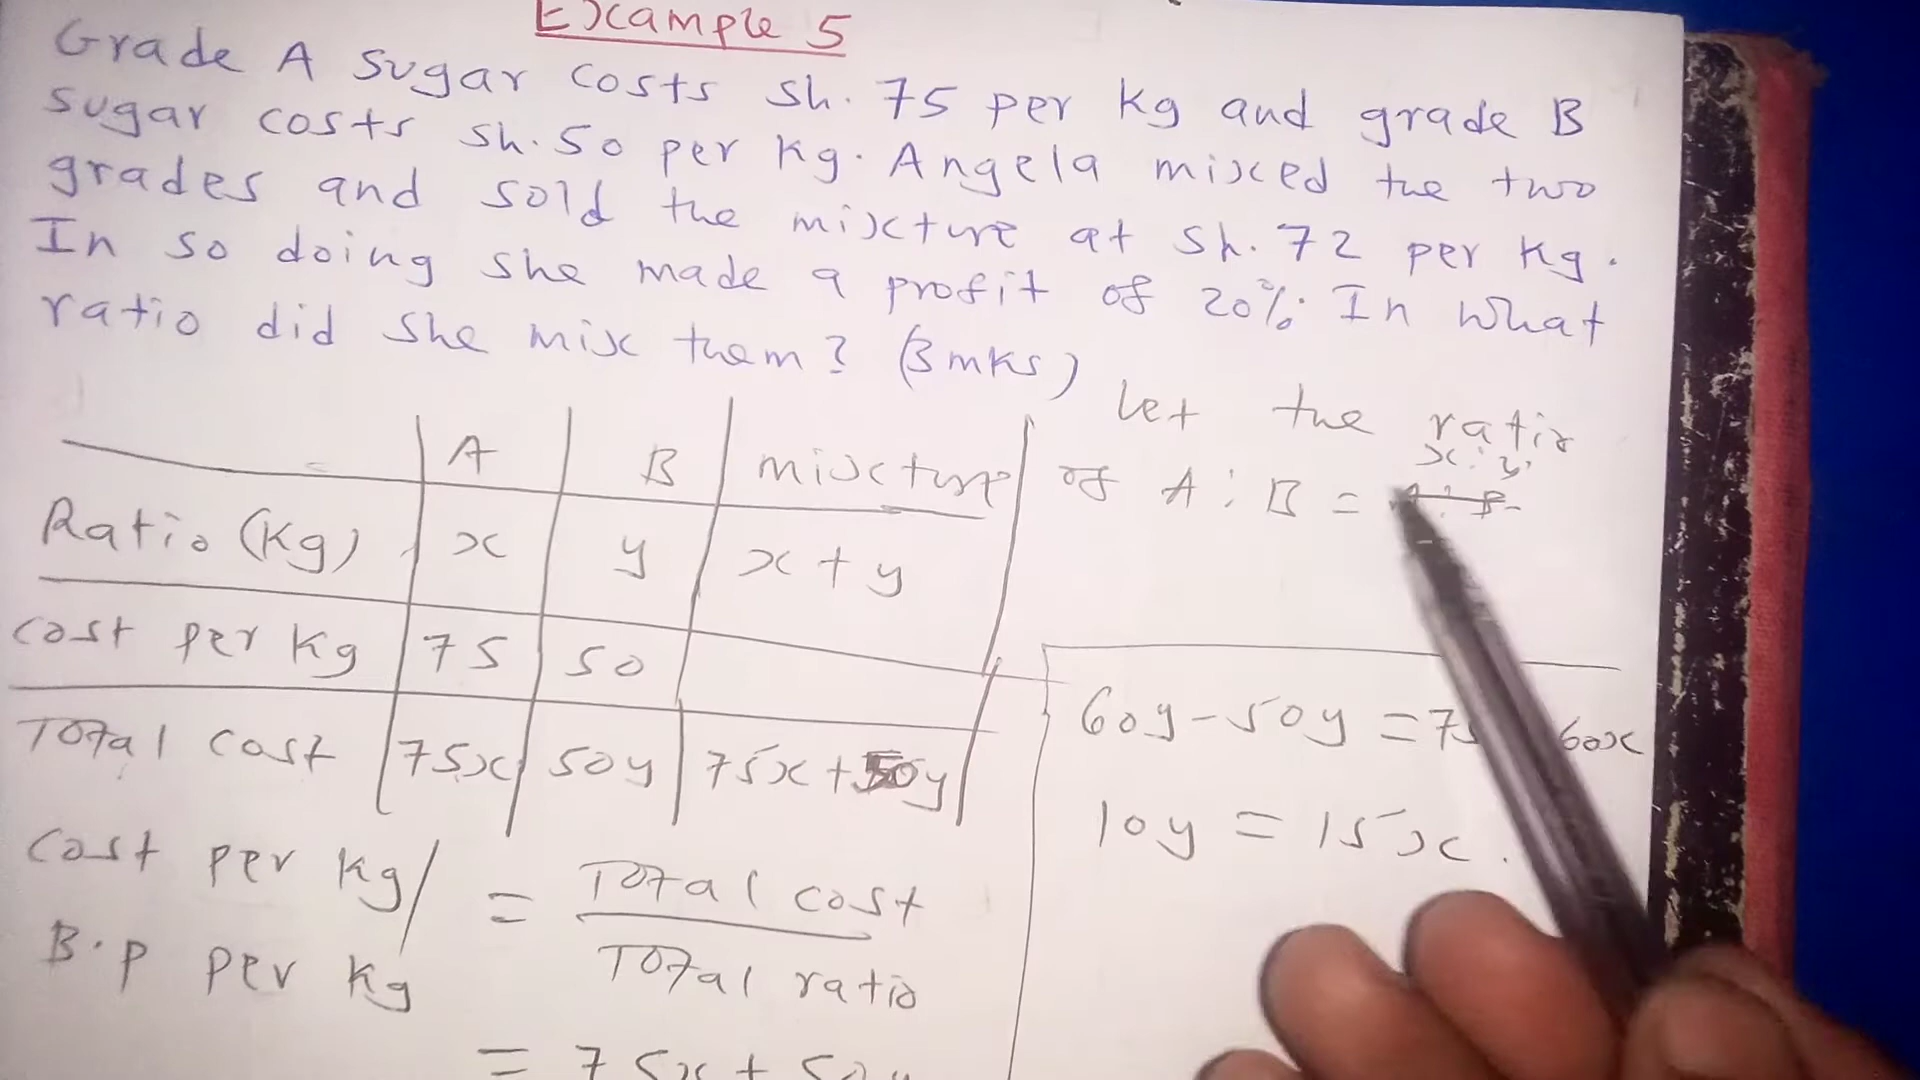 Example 5
Grade A sugar costs sh. 75 per kg and grade B
sugar costs sh. 50 per kg. Angela mixed the two
grades and sold the mixture at sh. 72 per kg.
In so doing she made a profit of 20%. In what
ratio did she mix them? (3mks)
Let the ratio
x:y
of A : B =
A B mixture
Ratio (kg) x y x + y
cost per kg 75 50
Total cost 75x 50y 75x + 50y
60y - 50y = 75 60x
10y = 15x.
Cost per kg/ = Total cost
B.p per kg Total ratio
= 75x + 50y